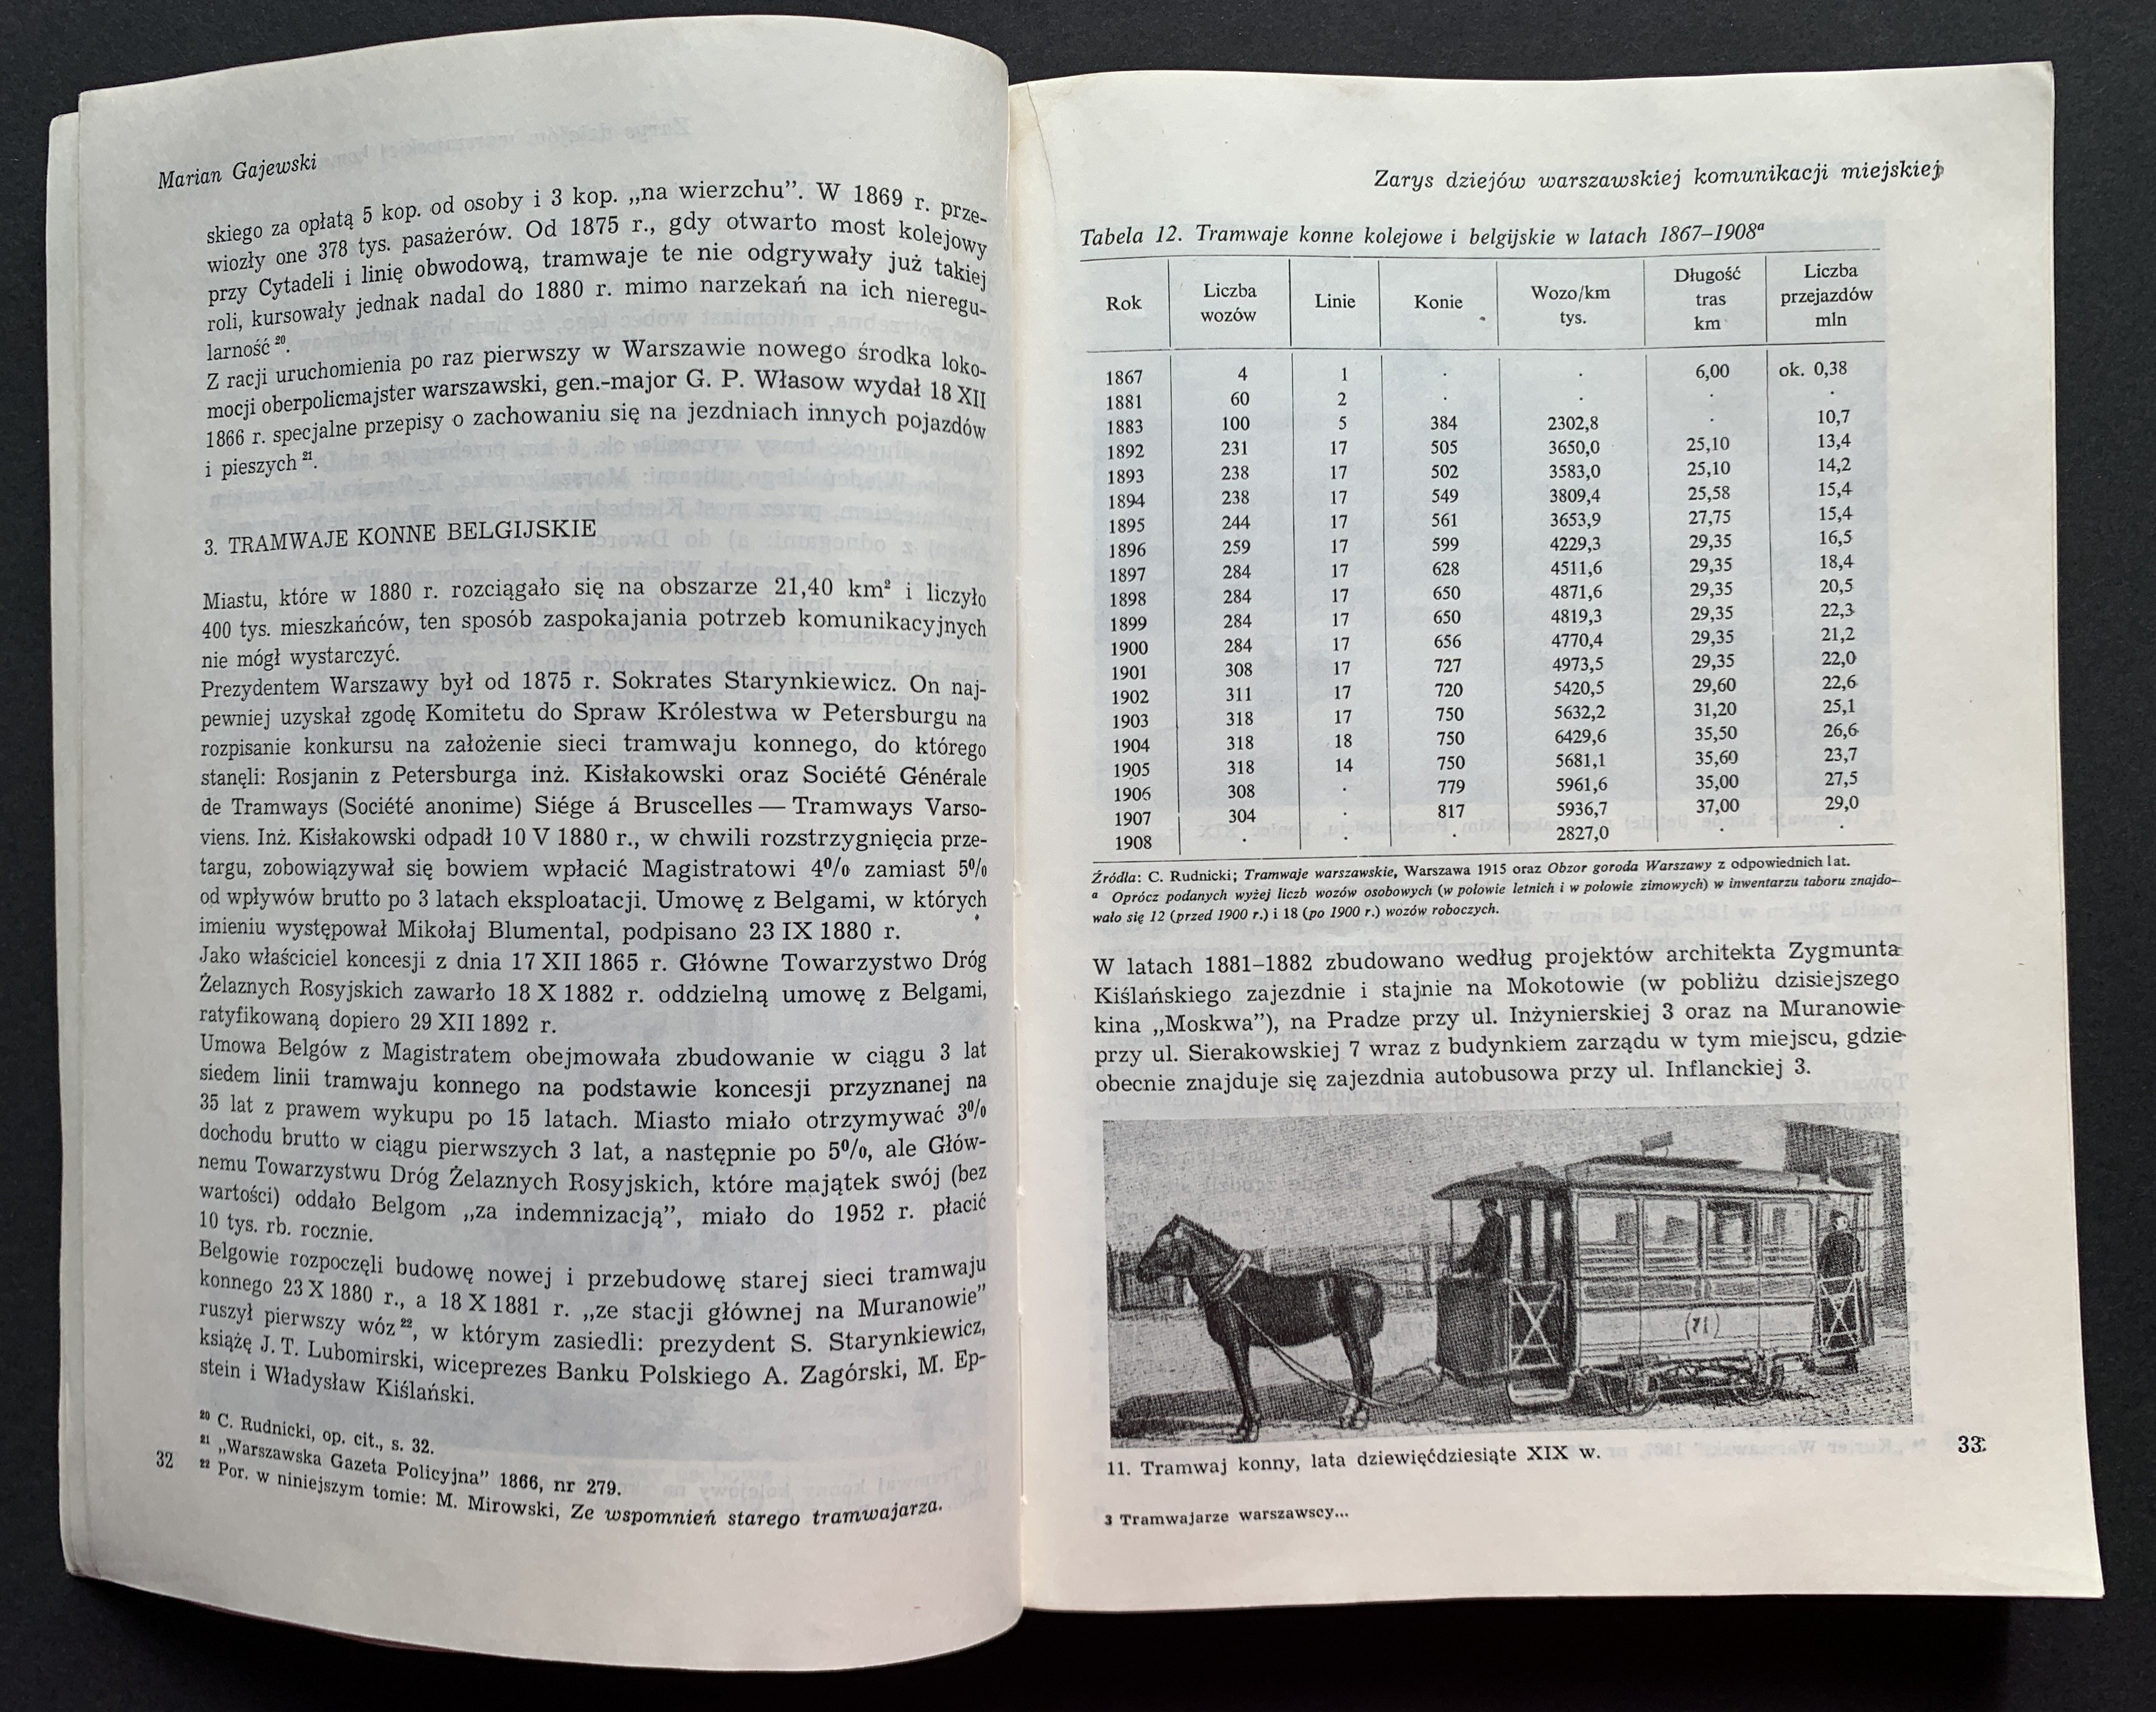 Marian Gajewski
skiego za opłatą 5 kop. od osoby i 3 kop. „na wierzchu”. W 1869 r. prze-
wiozły one 378 tys. pasażerów. Od 1875 r., gdy otwarto most kolejowy
przy Cytadeli i linię obwodową, tramwaje te nie odgrywały już takiej
roli, kursowały jednak nadal do 1880 r. mimo narzekań na ich nieregu-
larność ²⁰.
Z racji uruchomienia po raz pierwszy w Warszawie nowego środka loko-
mocji oberpolicmajster warszawski, gen.-major G. P. Własow wydał 18 XII
1866 r. specjalne przepisy o zachowaniu się na jezdniach innych pojazdów
i pieszych ²¹.
3. TRAMWAJE KONNE BELGIJSKIE
Miastu, które w 1880 r. rozciągało się na obszarze 21,40 km² i liczyło
400 tys. mieszkańców, ten sposób zaspokajania potrzeb komunikacyjnych
nie mógł wystarczyć.
Prezydentem Warszawy był od 1875 r. Sokrates Starynkiewicz. On naj-
pewniej uzyskał zgodę Komitetu do Spraw Królestwa w Petersburgu na
rozpisanie konkursu na założenie sieci tramwaju konnego, do którego
stanęli: Rosjanin z Petersburga inż. Kisłakowski oraz Société Générale
de Tramways (Société anonime) Siége á Bruscelles — Tramways Varso-
viens. Inż. Kisłakowski odpadł 10 V 1880 r., w chwili rozstrzygnięcia prze-
targu, zobowiązywał się bowiem wpłacić Magistratowi 4% zamiast 5%
od wpływów brutto po 3 latach eksploatacji. Umowę z Belgami, w których
imieniu występował Mikołaj Blumental, podpisano 23 IX 1880 r.
Jako właściciel koncesji z dnia 17 XII 1865 r. Główne Towarzystwo Dróg
Żelaznych Rosyjskich zawarło 18 X 1882 r. oddzielną umowę z Belgami,
ratyfikowaną dopiero 29 XII 1892 r.
Umowa Belgów z Magistratem obejmowała zbudowanie w ciągu 3 lat
siedem linii tramwaju konnego na podstawie koncesji przyznanej na
35 lat z prawem wykupu po 15 latach. Miasto miało otrzymywać 3%
dochodu brutto w ciągu pierwszych 3 lat, a następnie po 5%, ale Głów-
nemu Towarzystwu Dróg Żelaznych Rosyjskich, które majątek swój (bez
wartości) oddało Belgom „za indemnizacją”, miało do 1952 r. płacić
10 tys. rb. rocznie.
Belgowie rozpoczęli budowę nowej i przebudowę starej sieci tramwaju
konnego 23 X 1880 r., a 18 X 1881 r. „ze stacji głównej na Muranowie”
ruszył pierwszy wóz ²², w którym zasiedli: prezydent S. Starynkiewicz,
książę J. T. Lubomirski, wiceprezes Banku Polskiego A. Zagórski, M. Ep-
stein i Władysław Kiślański.
²⁰ C. Rudnicki, op. cit., s. 32.
²¹ „Warszawska Gazeta Policyjna” 1866, nr 279.
²² Por. w niniejszym tomie: M. Mirowski, Ze wspomnień starego tramwajarza.
32
Zarys dziejów warszawskiej komunikacji miejskiej
Tabela 12. Tramwaje konne kolejowe i belgijskie w latach 1867–1908ᵃ
Rok | Liczba wozów | Linie | Konie | Wozo/km tys. | Długość tras km | Liczba przejazdów mln
1867 4 1 . . 6,00 ok. 0,38
1881 60 2 . . . .
1883 100 5 384 2302,8 . 10,7
1892 231 17 505 3650,0 25,10 13,4
1893 238 17 502 3583,0 25,10 14,2
1894 238 17 549 3809,4 25,58 15,4
1895 244 17 561 3653,9 27,75 15,4
1896 259 17 599 4229,3 29,35 16,5
1897 284 17 628 4511,6 29,35 18,4
1898 284 17 650 4871,6 29,35 20,5
1899 284 17 650 4819,3 29,35 22,3
1900 284 17 656 4770,4 29,35 21,2
1901 308 17 727 4973,5 29,35 22,0
1902 311 17 720 5420,5 29,60 22,6
1903 318 17 750 5632,2 31,20 25,1
1904 318 18 750 6429,6 35,50 26,6
1905 318 14 750 5681,1 35,60 23,7
1906 308 . 779 5961,6 35,00 27,5
1907 304 . 817 5936,7 37,00 29,0
1908 . . . 2827,0 . .
Źródła: C. Rudnicki; Tramwaje warszawskie, Warszawa 1915 oraz Obzor goroda Warszawy z odpowiednich lat.
ᵃ Oprócz podanych wyżej liczb wozów osobowych (w połowie letnich i w połowie zimowych) w inwentarzu taboru znajdo-
wało się 12 (przed 1900 r.) i 18 (po 1900 r.) wozów roboczych.
W latach 1881–1882 zbudowano według projektów architekta Zygmunta
Kiślańskiego zajezdnie i stajnie na Mokotowie (w pobliżu dzisiejszego
kina „Moskwa”), na Pradze przy ul. Inżynierskiej 3 oraz na Muranowie
przy ul. Sierakowskiej 7 wraz z budynkiem zarządu w tym miejscu, gdzie
obecnie znajduje się zajezdnia autobusowa przy ul. Inflanckiej 3.
(71)
11. Tramwaj konny, lata dziewięćdziesiąte XIX w.
33
3 Tramwajarze warszawscy...